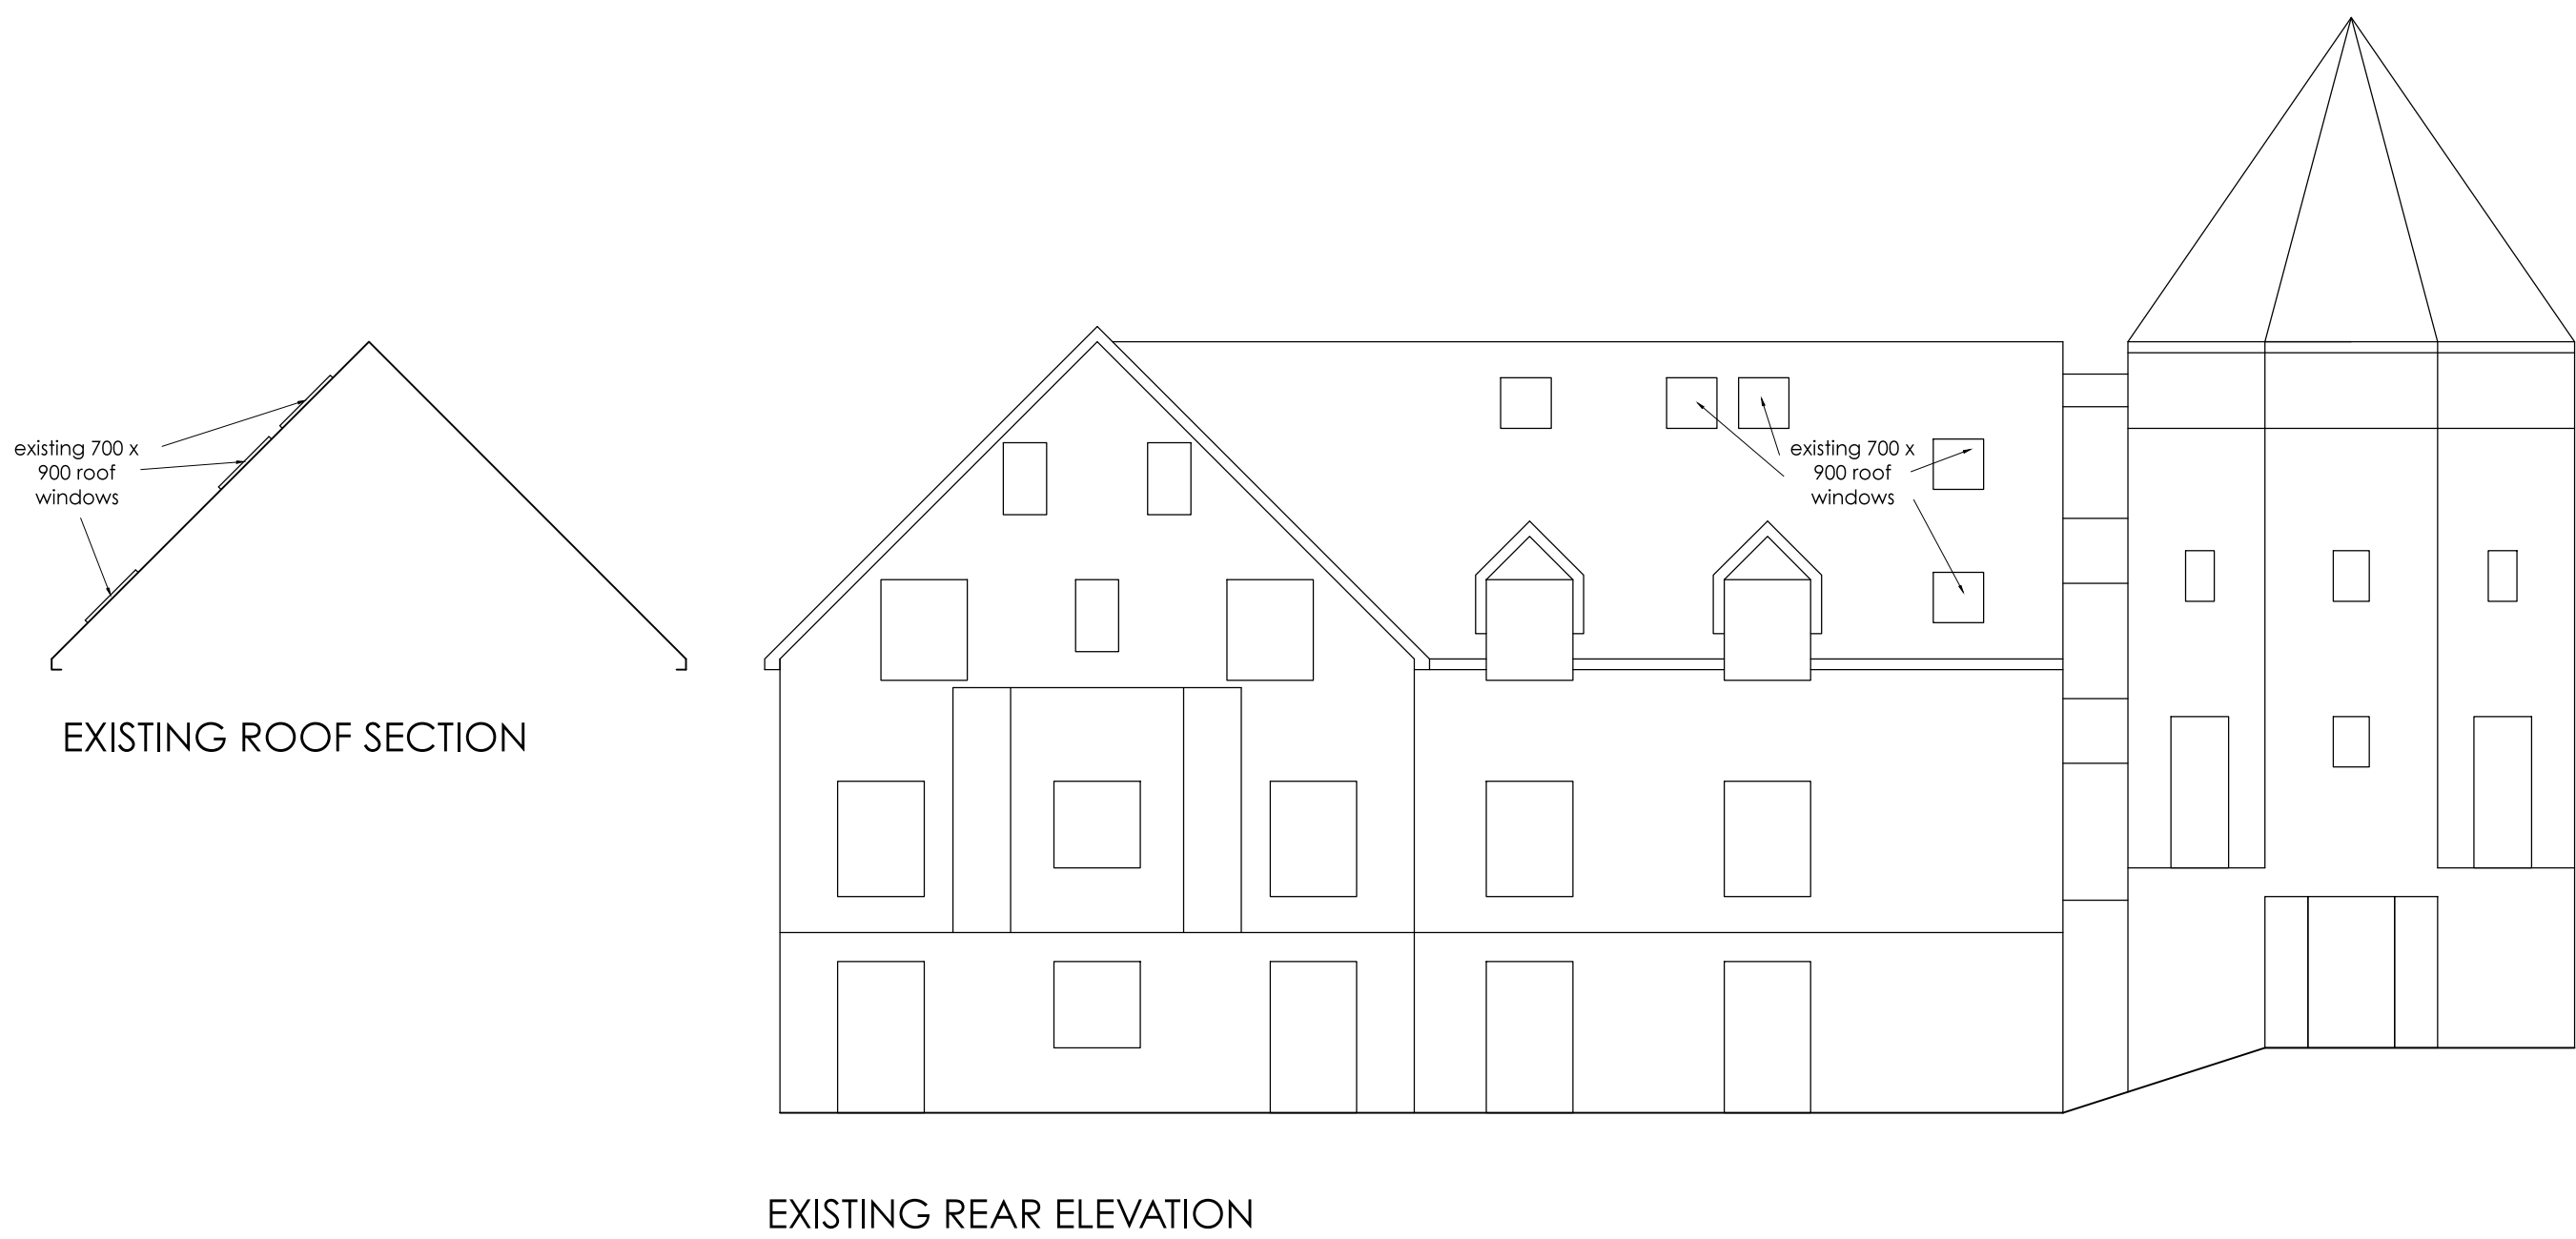 existing 700 x
900 roof
windows
EXISTING ROOF SECTION
existing 700 x
900 roof
windows
EXISTING REAR ELEVATION